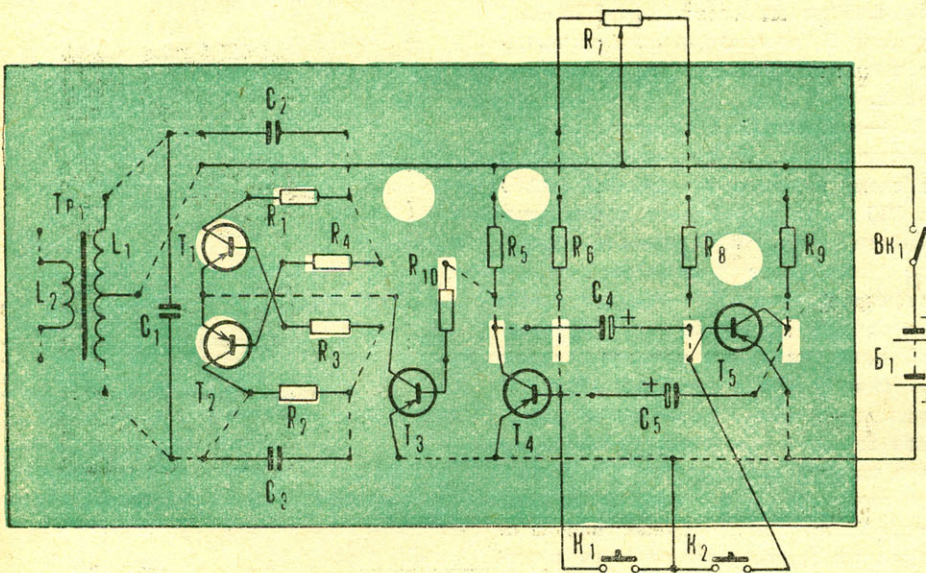 R₇
C₂
Тр₁
L₁
L₂
C₁
T₁
T₂
R₁
R₄
R₃
R₂
C₃
R₁₀
T₃
R₅
R₆
T₄
C₄
+
+
C₅
R₈
T₅
R₉
Вк₁
Б₁
К₁
К₂